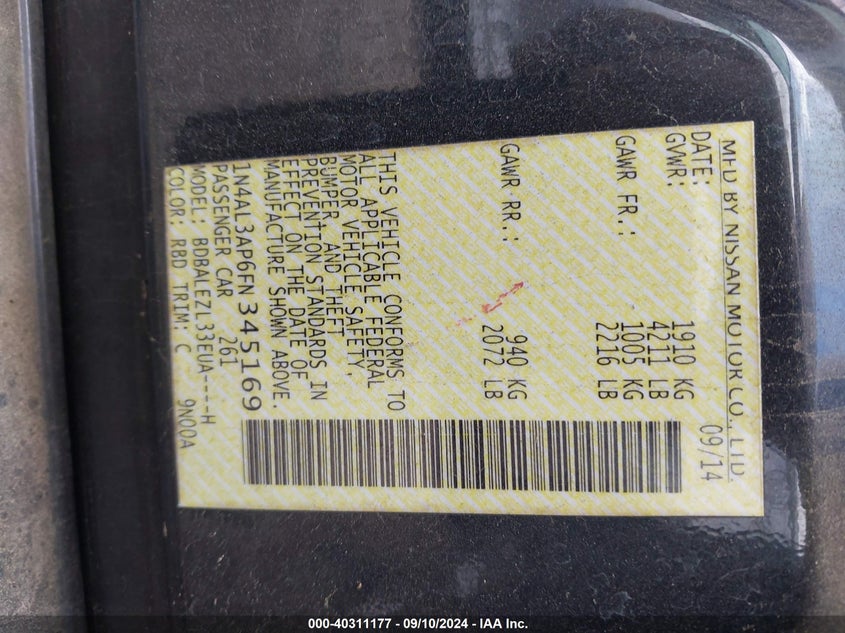 MFD BY NISSAN MOTOR CO., LTD.
DATE: 09/14
GVWR: 1910 KG
4211 LB
GAWR FR.: 1005 KG
2216 LB
GAWR RR.: 940 KG
2072 LB
THIS VEHICLE CONFORMS TO
ALL APPLICABLE FEDERAL
MOTOR VEHICLE SAFETY,
BUMPER AND THEFT
PREVENTION STANDARDS IN
EFFECT ON THE DATE OF
MANUFACTURE SHOWN ABOVE.
1N4AL3AP6FN345169
PASSENGER CAR 261
MODEL: BDBALEZL33EUA----H
COLOR: RBD TRIM: C 9N00A
000-40311177 - 09/10/2024 - IAA Inc.